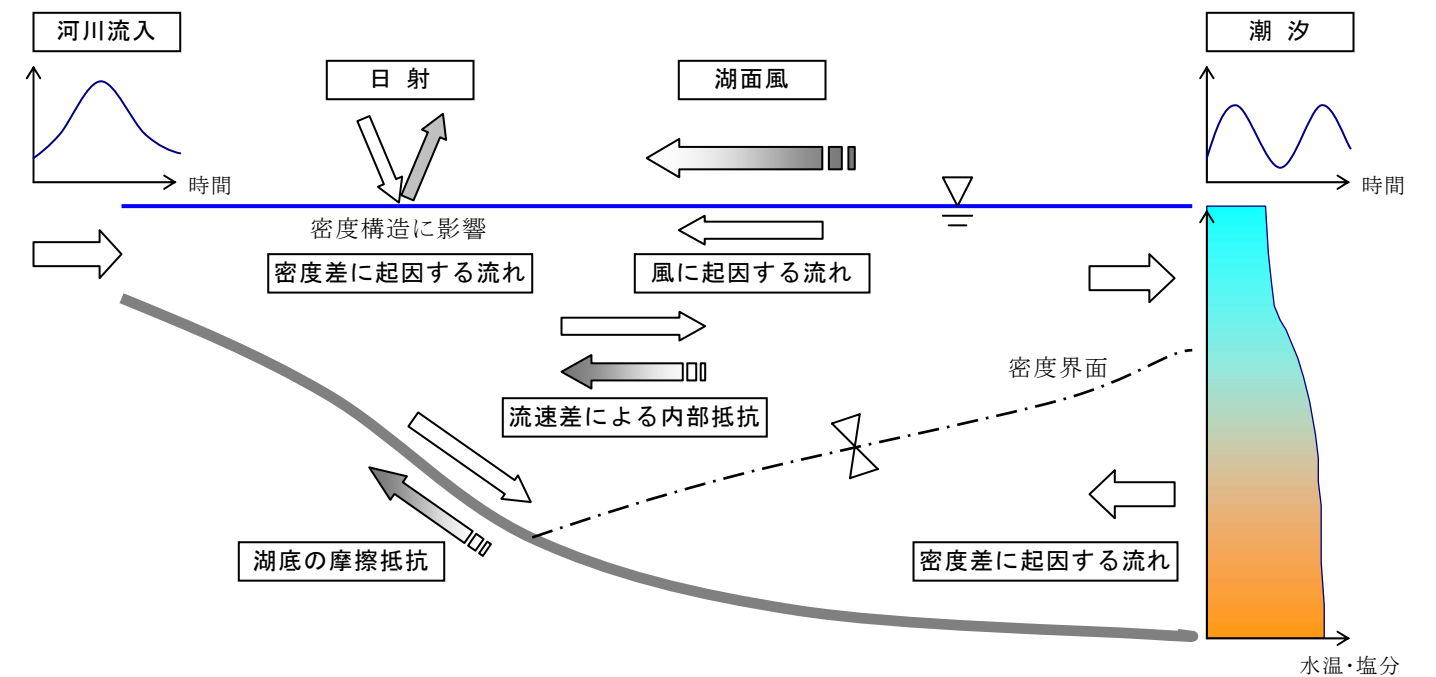 河川流入
潮 汐
日 射
湖面風
時間
時間
密度構造に影響
密度差に起因する流れ
風に起因する流れ
密度界面
流速差による内部抵抗
湖底の摩擦抵抗
密度差に起因する流れ
水温・塩分